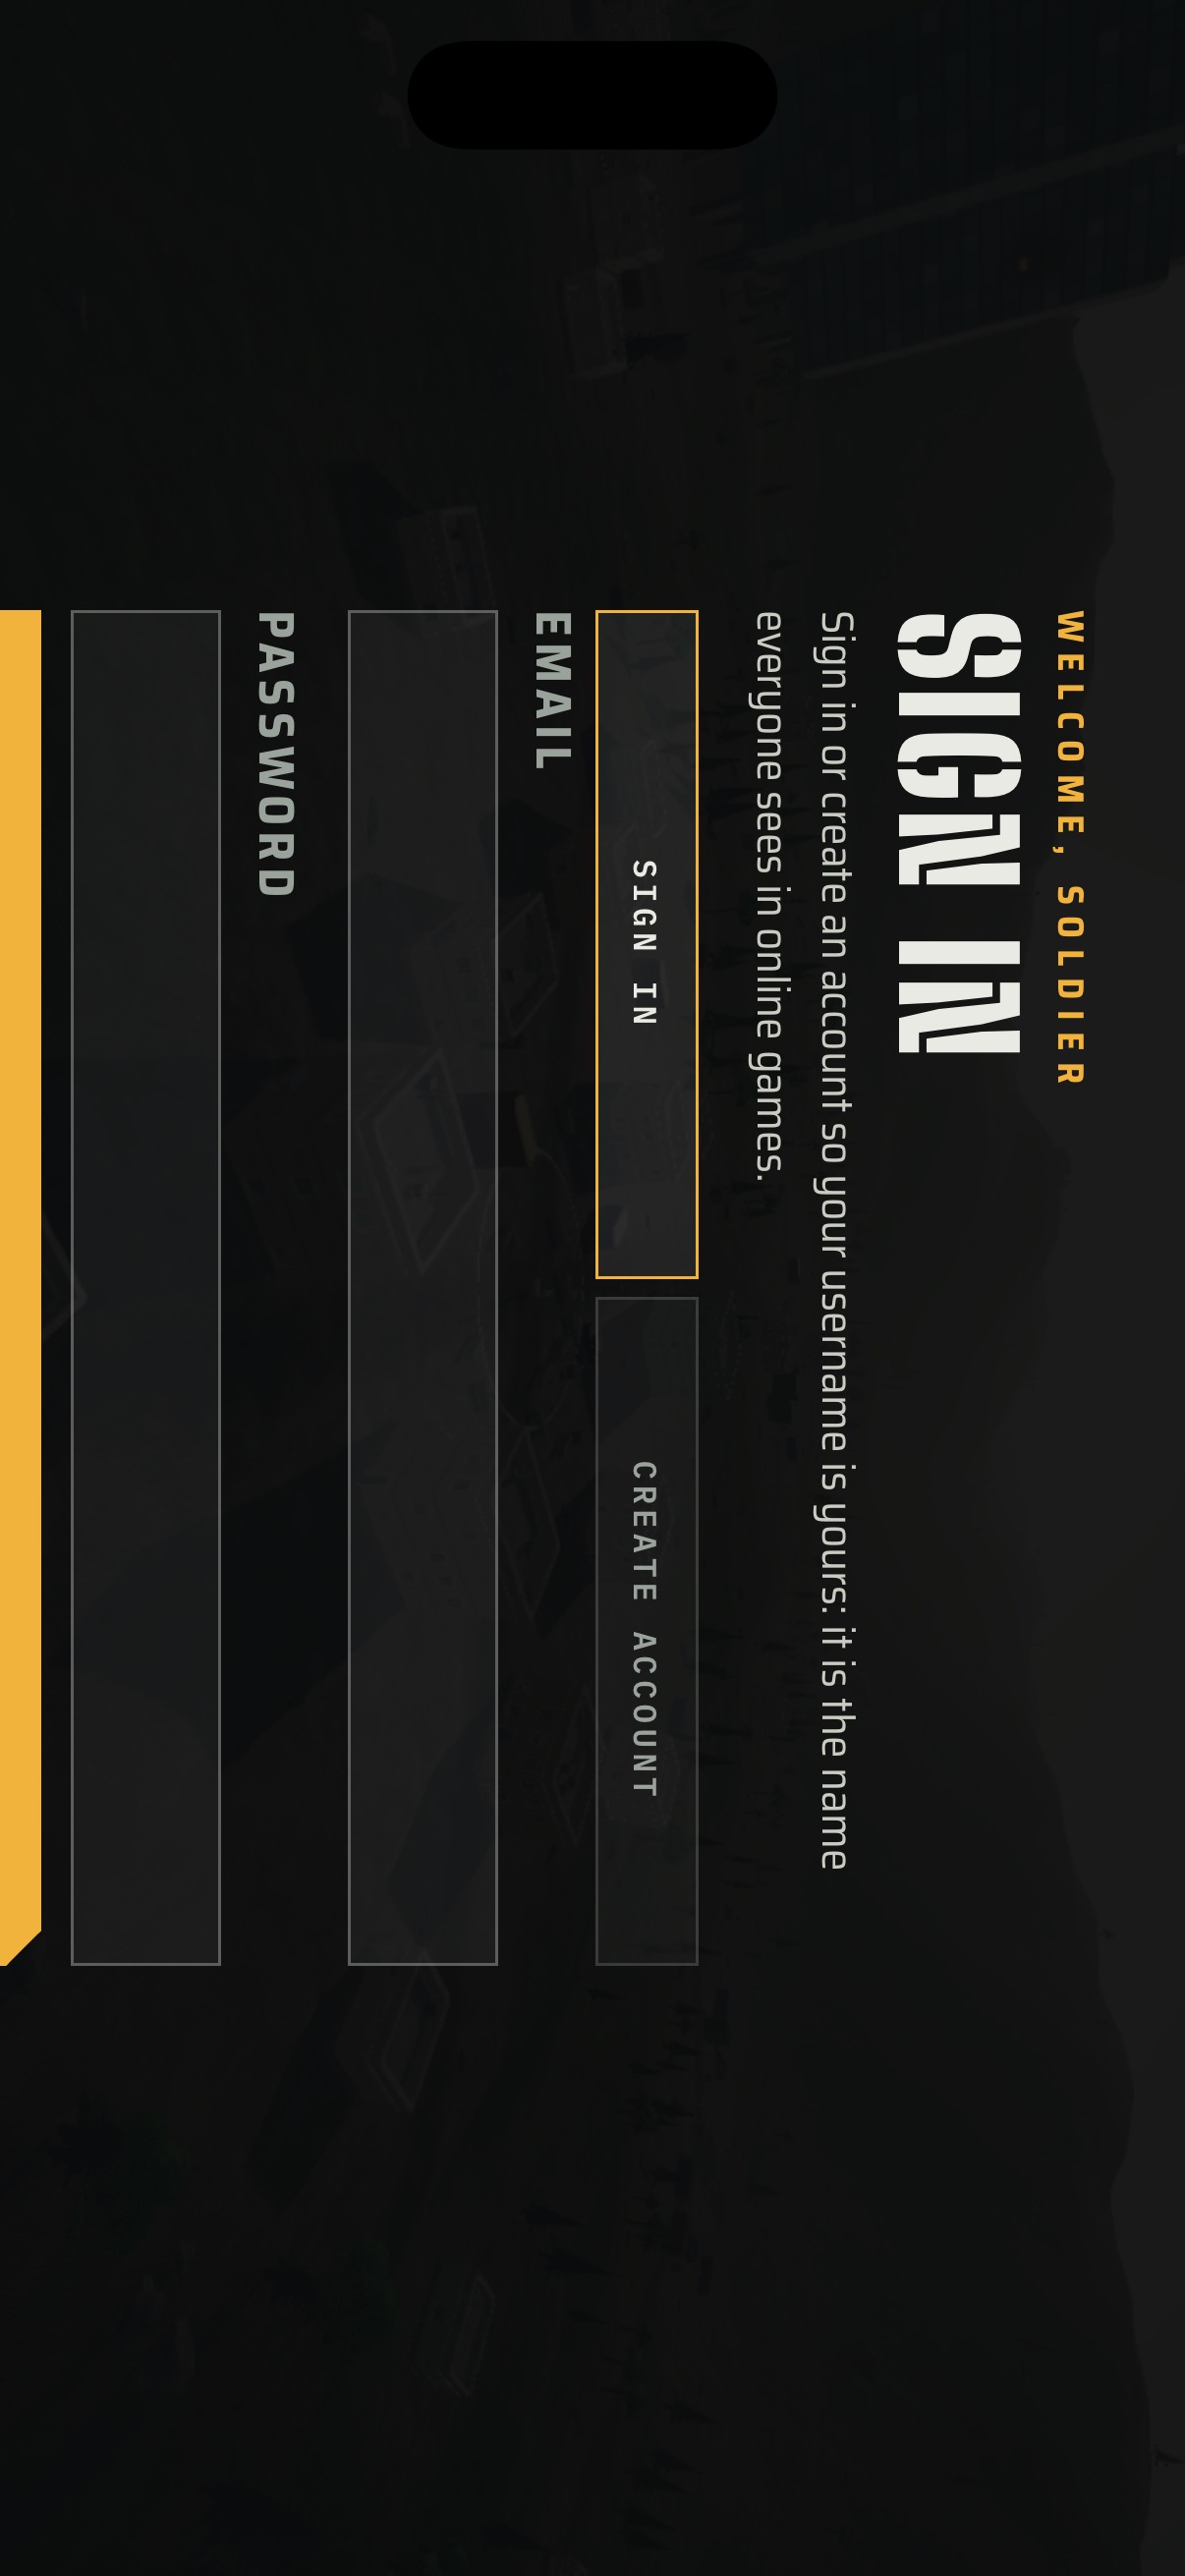 WELCOME, SOLDIER
SIGN IN
Sign in or create an account so your username is yours: it is the name
everyone sees in online games.
SIGN IN
CREATE ACCOUNT
EMAIL
PASSWORD